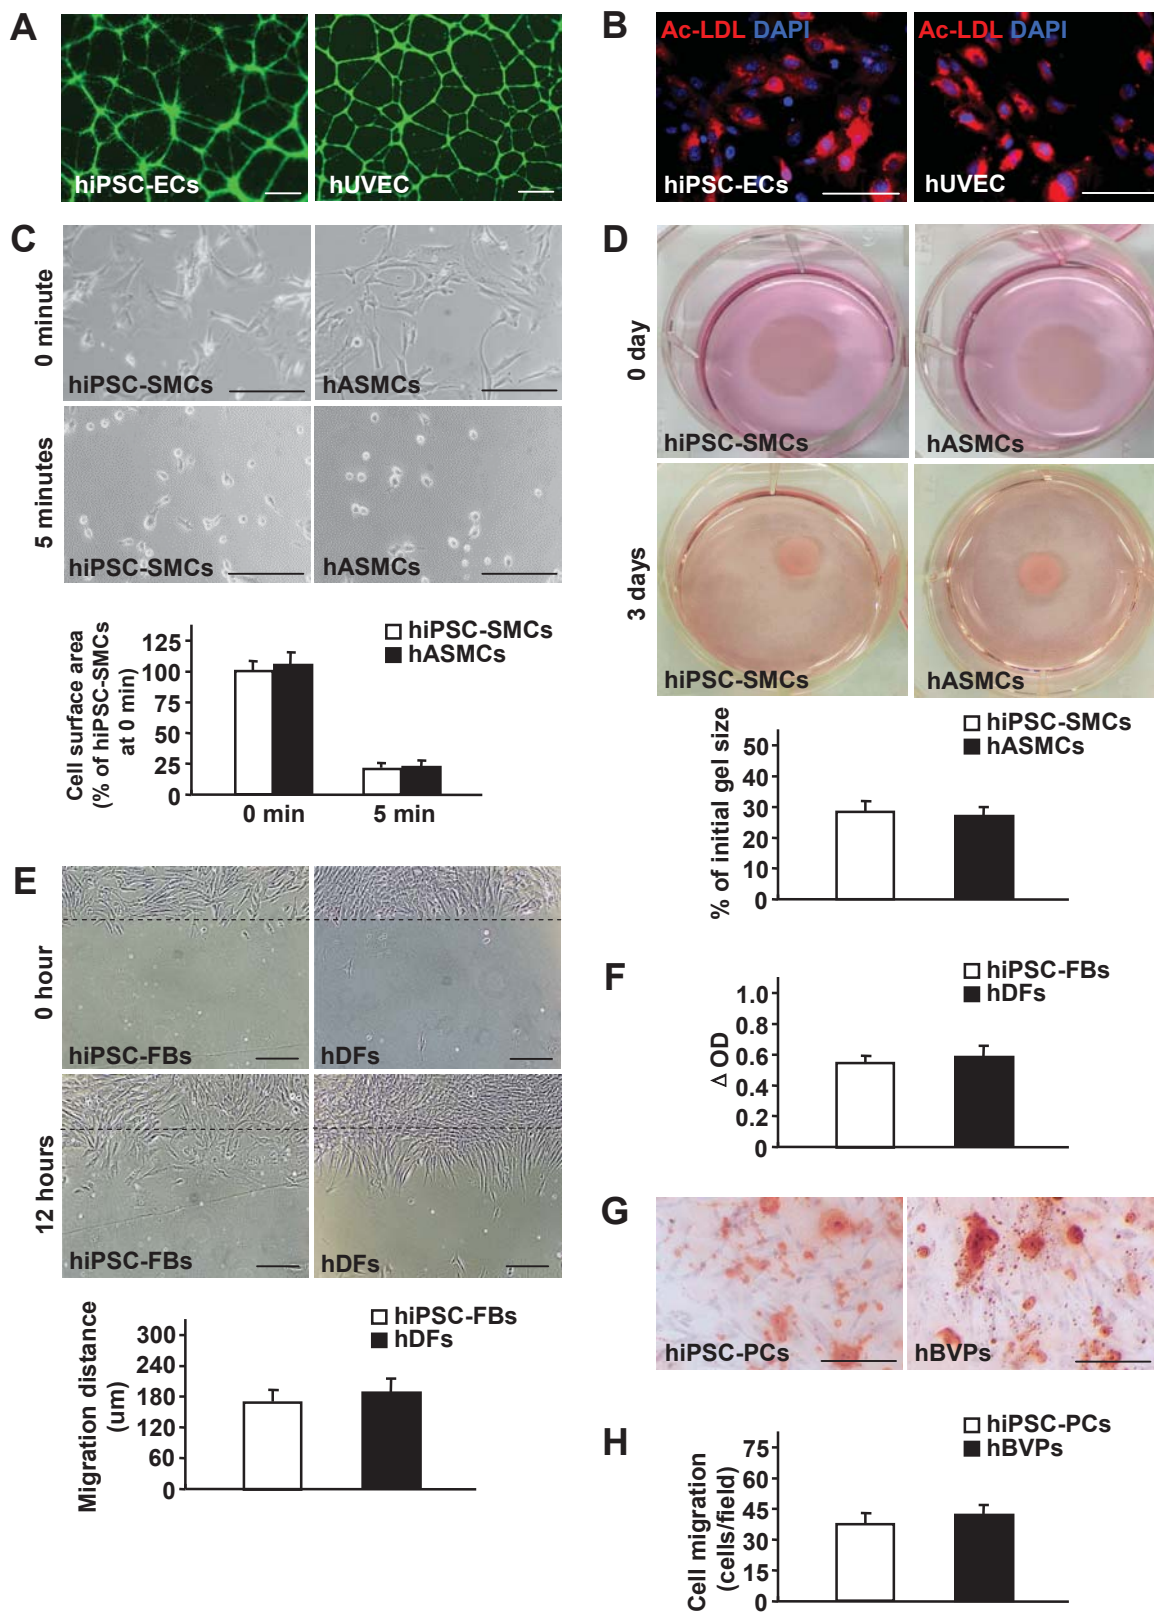 A
hiPSC-ECs
hUVEC
B
Ac-LDL DAPI
hiPSC-ECs
Ac-LDL DAPI
hUVEC
C
0 minute
hiPSC-SMCs
hASMCs
5 minutes
hiPSC-SMCs
hASMCs
Cell surface area
(% of hiPSC-SMCs
at 0 min)
125
100
75
50
25
0
hiPSC-SMCs
hASMCs
0 min
5 min
D
0 day
hiPSC-SMCs
hASMCs
3 days
hiPSC-SMCs
hASMCs
% of initial gel size
50
40
30
20
10
0
hiPSC-SMCs
hASMCs
E
0 hour
hiPSC-FBs
hDFs
12 hours
hiPSC-FBs
hDFs
Migration distance
(um)
300
240
180
120
60
0
hiPSC-FBs
hDFs
F
Δ OD
1.0
0.8
0.6
0.4
0.2
0
hiPSC-FBs
hDFs
G
hiPSC-PCs
hBVPs
H
Cell migration
(cells/field)
75
60
45
30
15
0
hiPSC-PCs
hBVPs